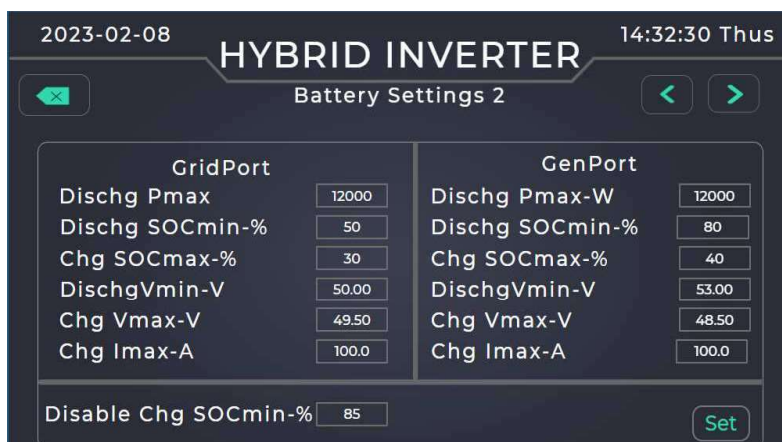 2023-02-08
HYBRID INVERTER
14:32:30 Thus
Battery Settings 2
GridPort
Dischg Pmax 12000
Dischg SOCmin-% 50
Chg SOCmax-% 30
DischgVmin-V 50.00
Chg Vmax-V 49.50
Chg Imax-A 100.0
GenPort
Dischg Pmax-W 12000
Dischg SOCmin-% 80
Chg SOCmax-% 40
DischgVmin-V 53.00
Chg Vmax-V 48.50
Chg Imax-A 100.0
Disable Chg SOCmin-% 85
Set